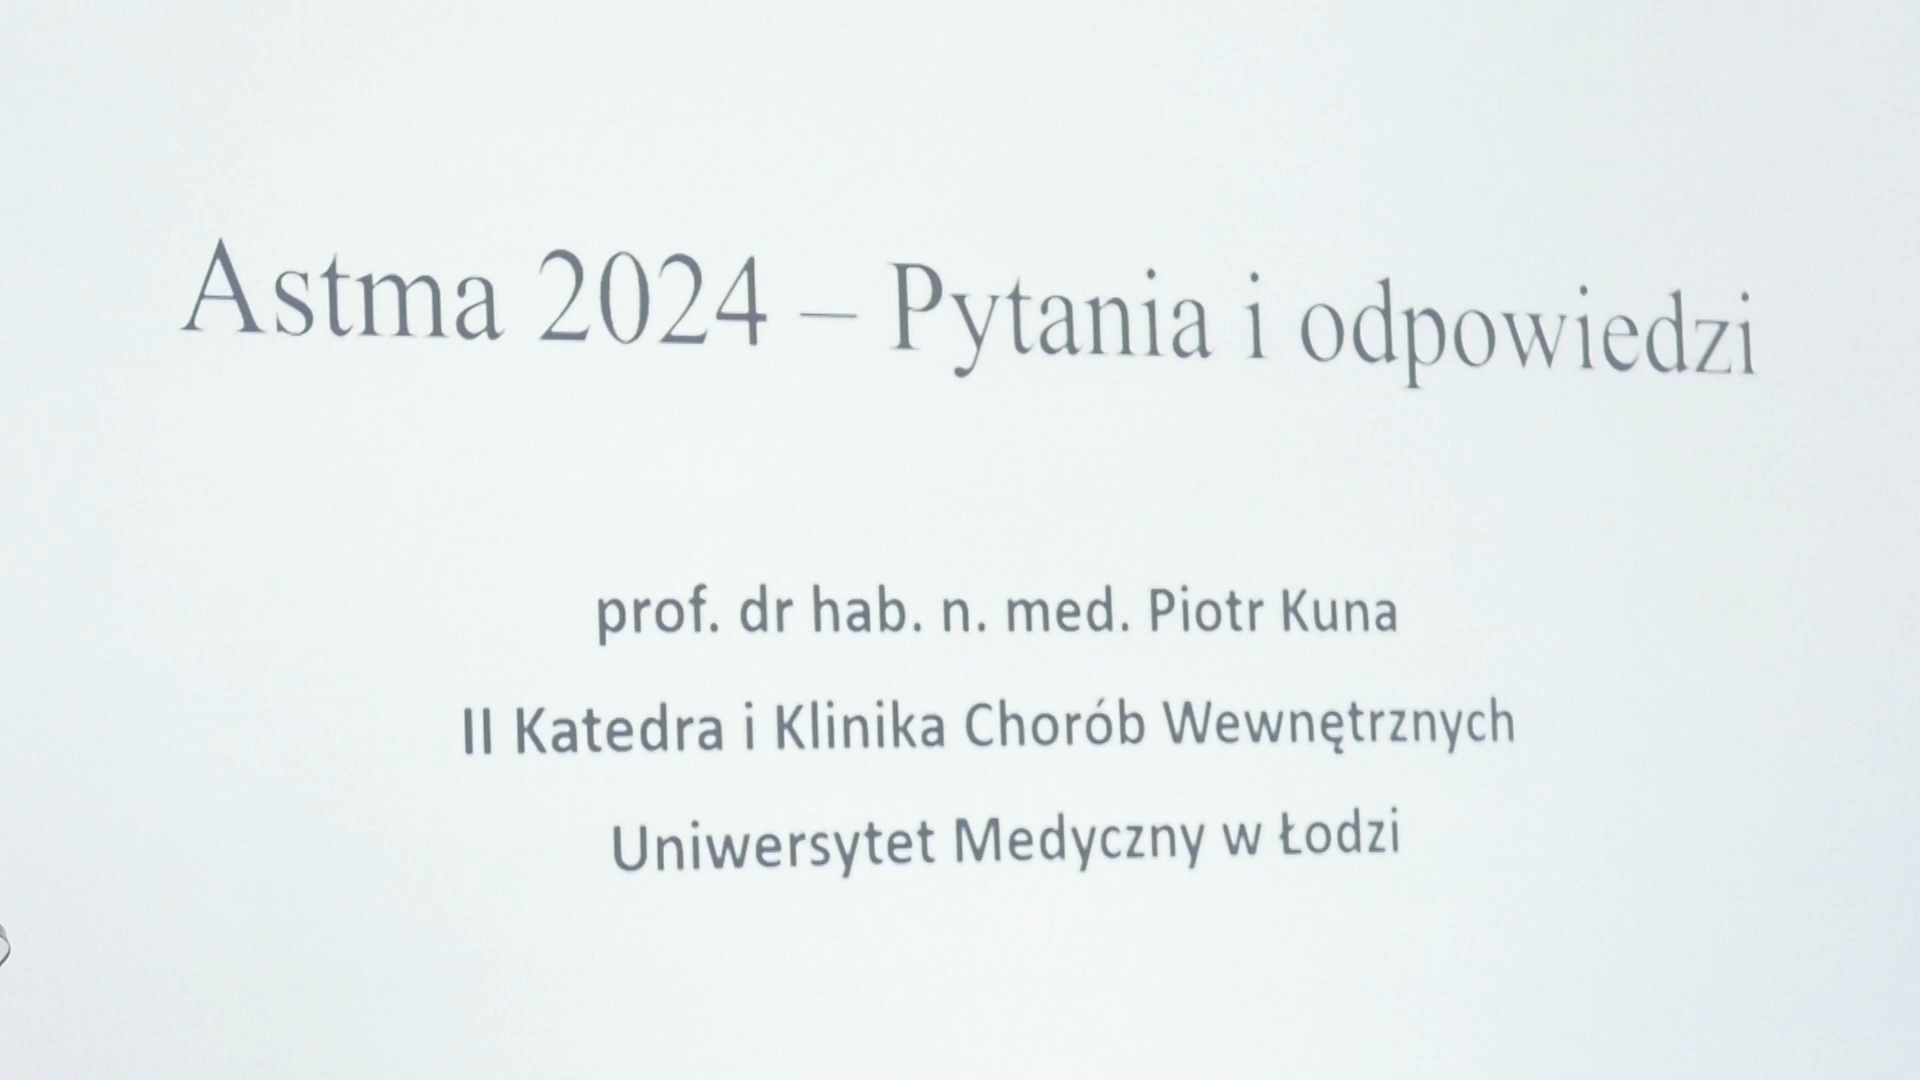 Astma 2024 – Pytania i odpowiedzi
prof. dr hab. n. med. Piotr Kuna
II Katedra i Klinika Chorób Wewnętrznych
Uniwersytet Medyczny w Łodzi